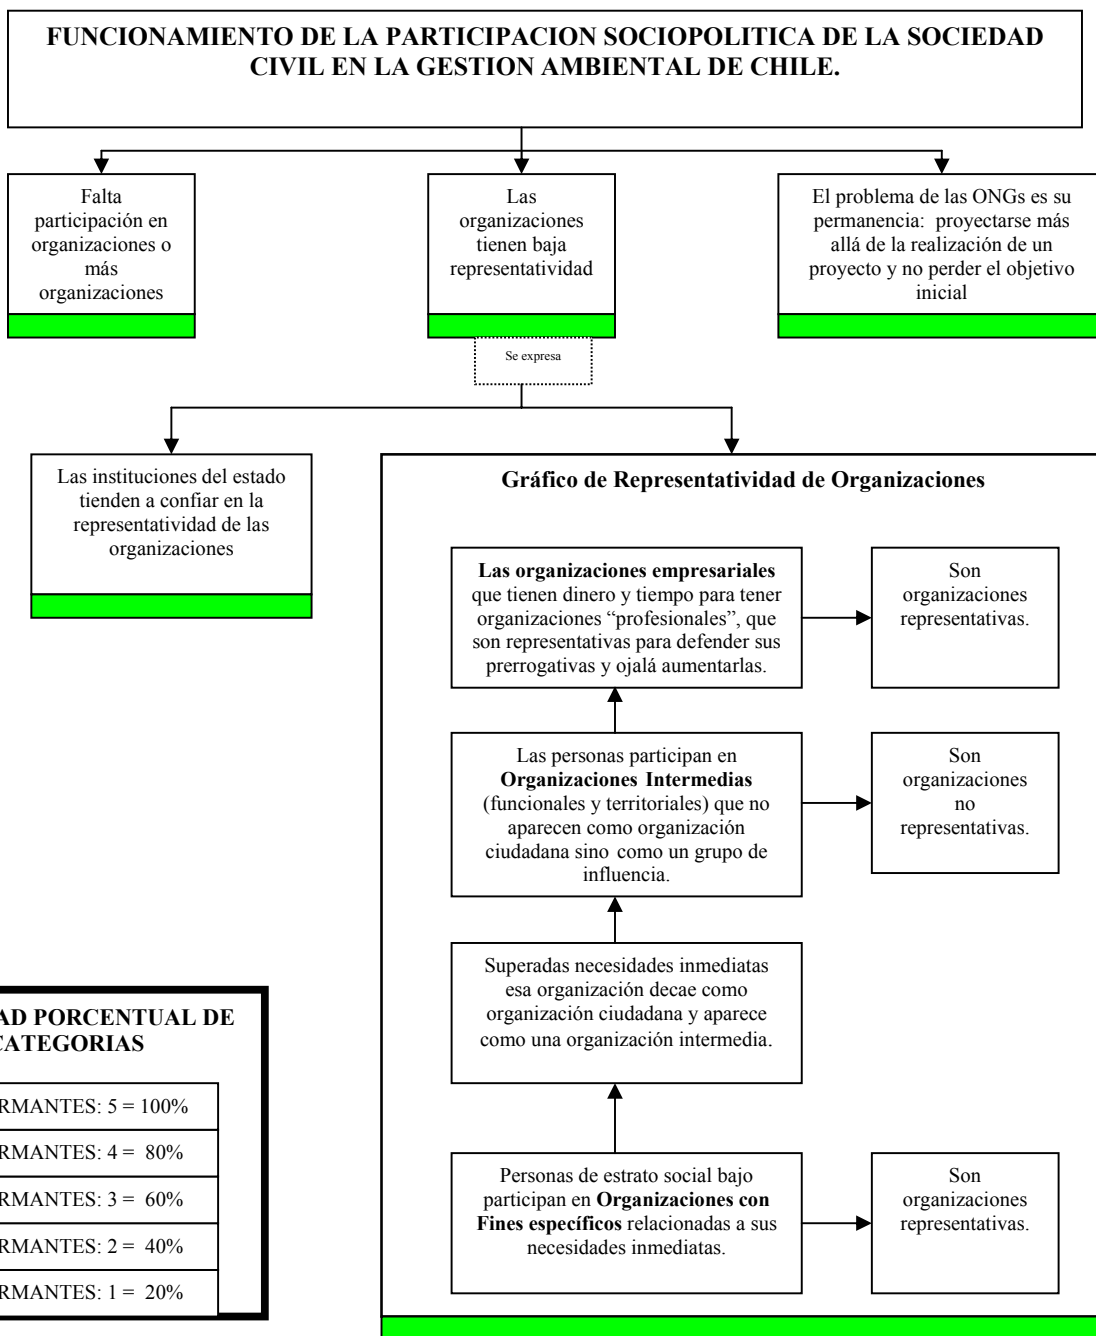 FUNCIONAMIENTO DE LA PARTICIPACION SOCIOPOLITICA DE LA SOCIEDAD
CIVIL EN LA GESTION AMBIENTAL DE CHILE.
Falta
participación en
organizaciones o
más
organizaciones
Las
organizaciones
tienen baja
representatividad
El problema de las ONGs es su
permanencia: proyectarse más
allá de la realización de un
proyecto y no perder el objetivo
inicial
Se expresa
Las instituciones del estado
tienden a confiar en la
representatividad de las
organizaciones
Gráfico de Representatividad de Organizaciones
Las organizaciones empresariales
que tienen dinero y tiempo para tener
organizaciones “profesionales”, que
son representativas para defender sus
prerrogativas y ojalá aumentarlas.
Son
organizaciones
representativas.
Las personas participan en
Organizaciones Intermedias
(funcionales y territoriales) que no
aparecen como organización
ciudadana sino como un grupo de
influencia.
Son
organizaciones
no
representativas.
Superadas necesidades inmediatas
esa organización decae como
organización ciudadana y aparece
como una organización intermedia.
Personas de estrato social bajo
participan en Organizaciones con
Fines específicos relacionadas a sus
necesidades inmediatas.
Son
organizaciones
representativas.
AD PORCENTUAL DE
CATEGORIAS
RMANTES: 5 = 100%
RMANTES: 4 = 80%
RMANTES: 3 = 60%
RMANTES: 2 = 40%
RMANTES: 1 = 20%